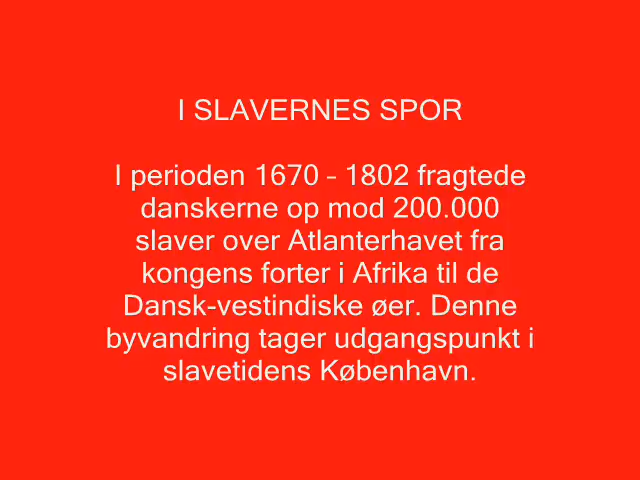 I SLAVERNES SPOR
I perioden 1670 - 1802 fragtede
danskerne op mod 200.000
slaver over Atlanterhavet fra
kongens forter i Afrika til de
Dansk-vestindiske øer. Denne
byvandring tager udgangspunkt i
slavetidens København.